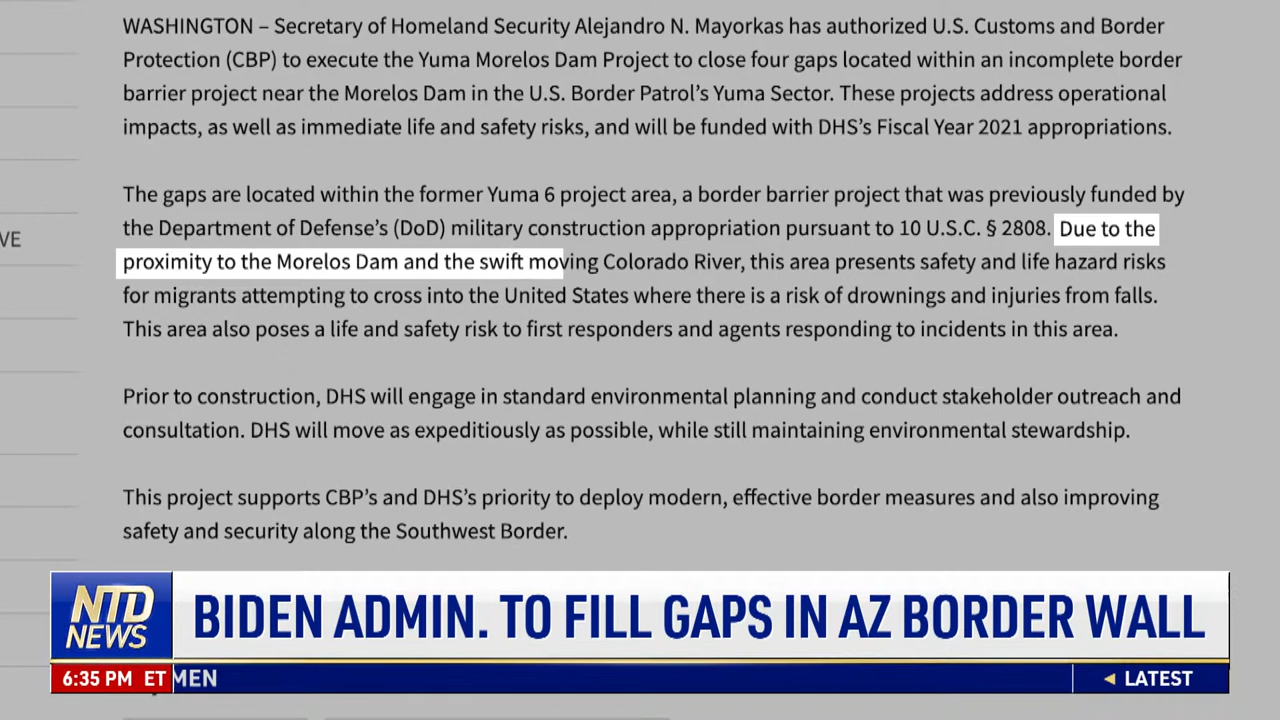 WASHINGTON – Secretary of Homeland Security Alejandro N. Mayorkas has authorized U.S. Customs and Border
Protection (CBP) to execute the Yuma Morelos Dam Project to close four gaps located within an incomplete border
barrier project near the Morelos Dam in the U.S. Border Patrol’s Yuma Sector. These projects address operational
impacts, as well as immediate life and safety risks, and will be funded with DHS’s Fiscal Year 2021 appropriations.
The gaps are located within the former Yuma 6 project area, a border barrier project that was previously funded by
VE
the Department of Defense’s (DoD) military construction appropriation pursuant to 10 U.S.C. § 2808. Due to the
proximity to the Morelos Dam and the swift moving Colorado River, this area presents safety and life hazard risks
for migrants attempting to cross into the United States where there is a risk of drownings and injuries from falls.
This area also poses a life and safety risk to first responders and agents responding to incidents in this area.
Prior to construction, DHS will engage in standard environmental planning and conduct stakeholder outreach and
consultation. DHS will move as expeditiously as possible, while still maintaining environmental stewardship.
This project supports CBP’s and DHS’s priority to deploy modern, effective border measures and also improving
safety and security along the Southwest Border.
NTD
NEWS
BIDEN ADMIN. TO FILL GAPS IN AZ BORDER WALL
6:35 PM ET
MEN
◄ LATEST